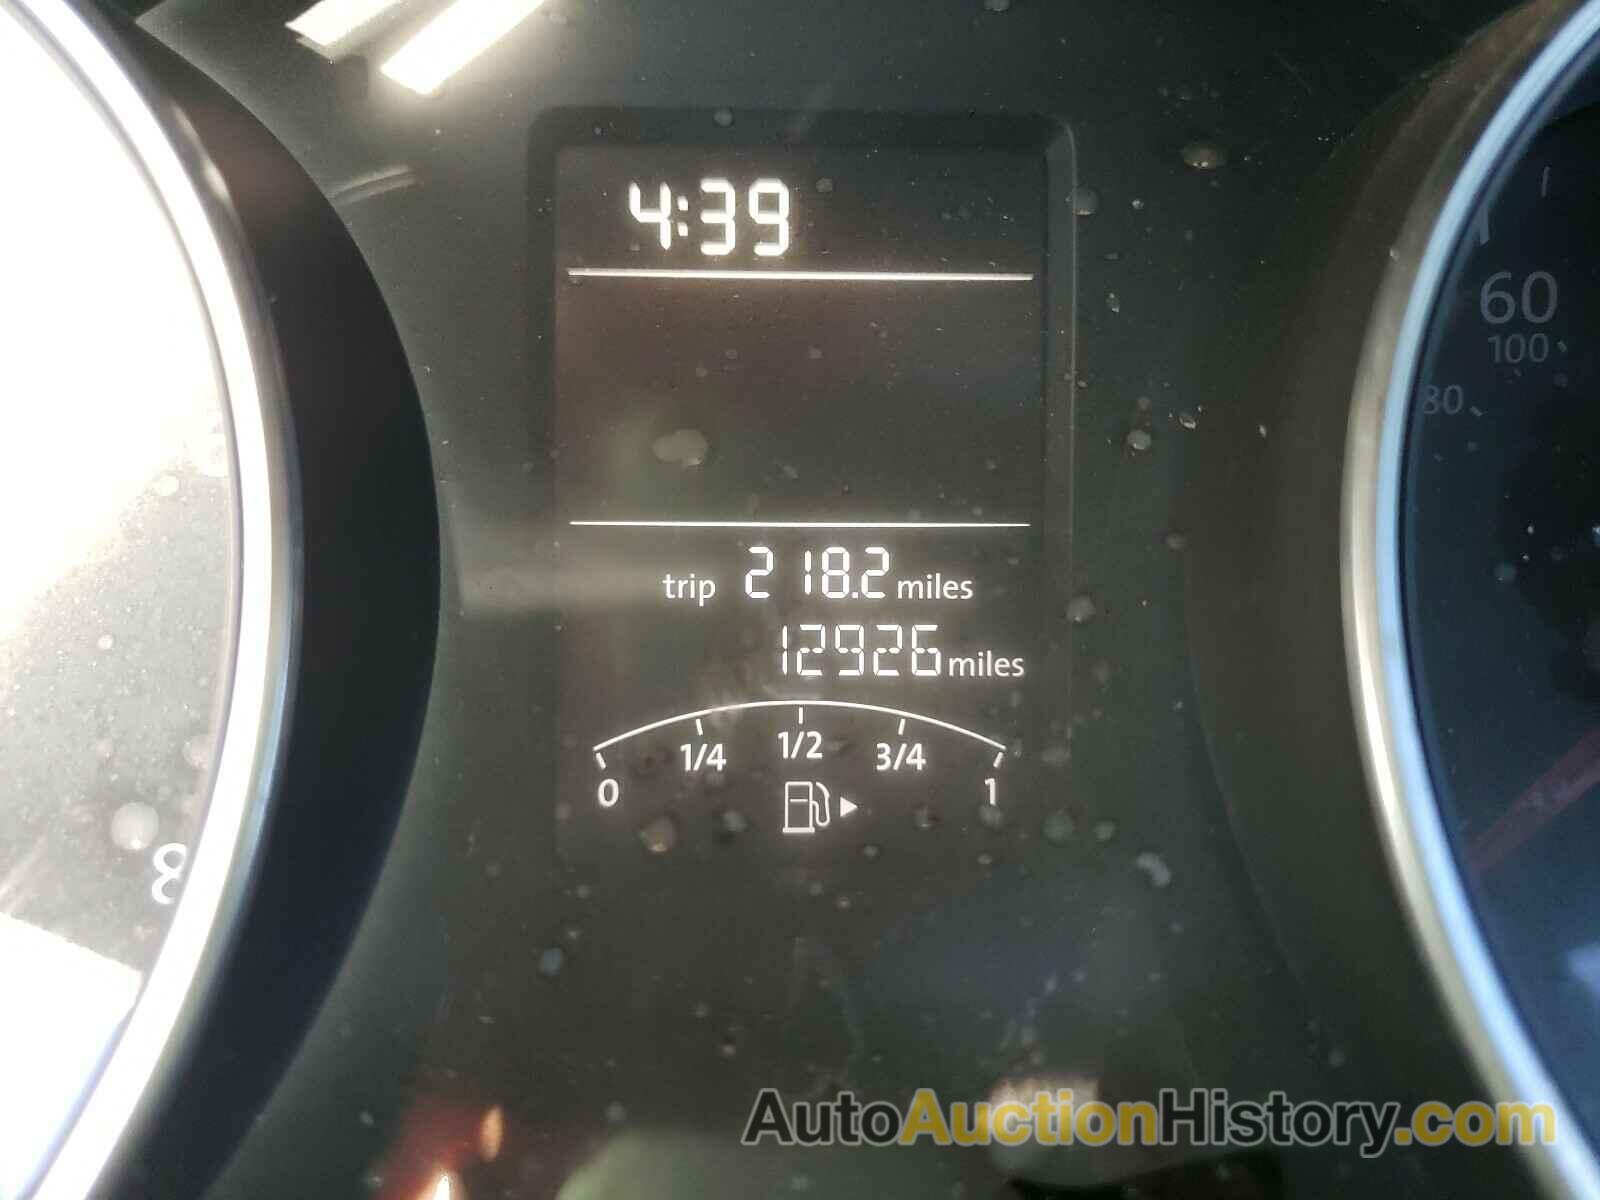 4:39
60
100
80
trip 218.2 miles
12926 miles
0 1/4 1/2 3/4 1
8
AutoAuctionHistory.com